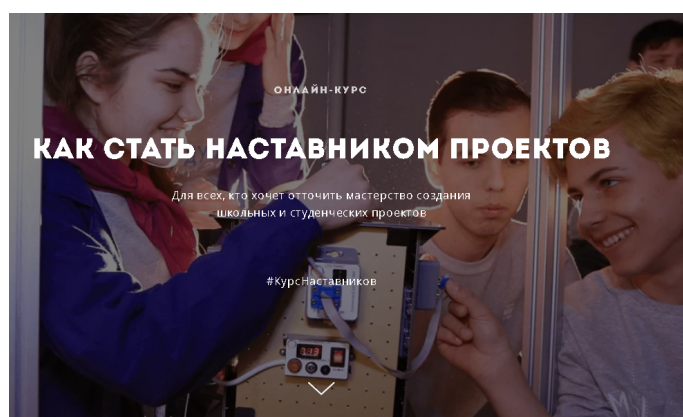 ОНЛАЙН-КУРС
КАК СТАТЬ НАСТАВНИКОМ ПРОЕКТОВ
Для всех, кто хочет отточить мастерство создания
школьных и студенческих проектов
#КурсНаставников